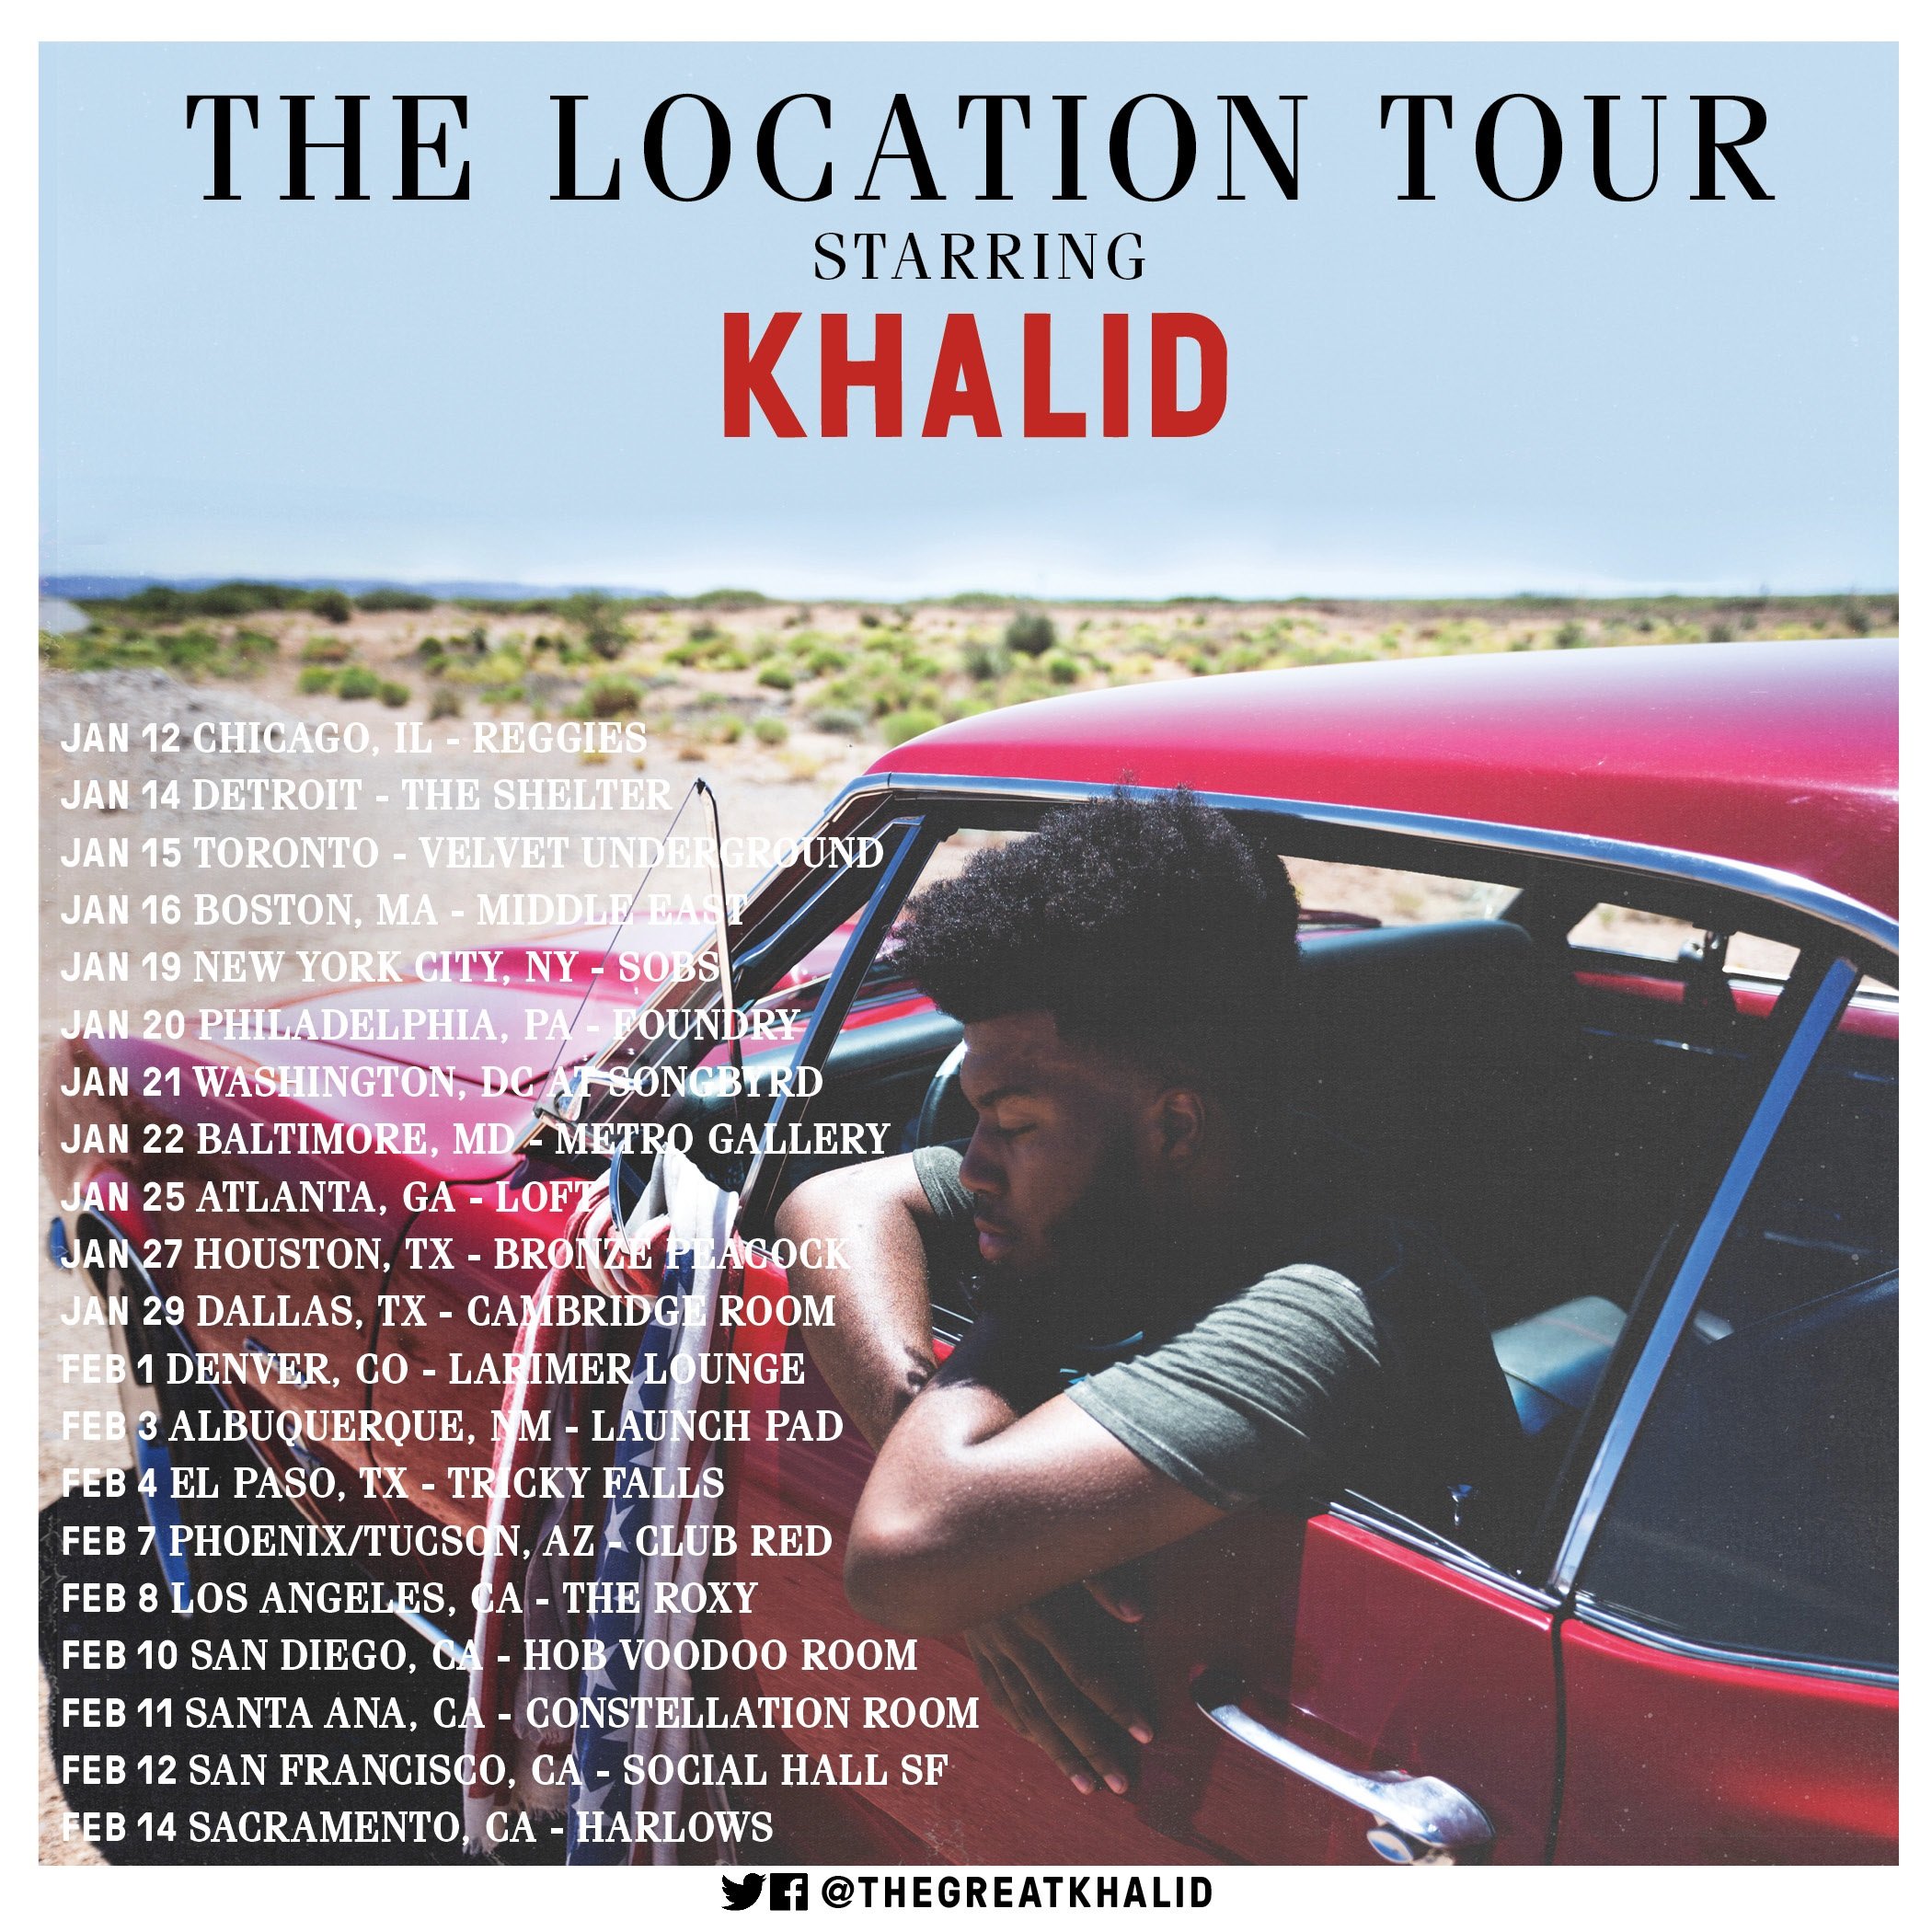 THE LOCATION TOUR
STARRING
KHALID
JAN 12 CHICAGO, IL - REGGIES
JAN 14 DETROIT - THE SHELTER
JAN 15 TORONTO - VELVET UNDERGROUND
JAN 16 BOSTON, MA - MIDDLE EAST
JAN 19 NEW YORK CITY, NY - SOBS
JAN 20 PHILADELPHIA, PA - FOUNDRY
JAN 21 WASHINGTON, DC AT SONGBYRD
JAN 22 BALTIMORE, MD - METRO GALLERY
JAN 25 ATLANTA, GA - LOFT
JAN 27 HOUSTON, TX - BRONZE PEACOCK
JAN 29 DALLAS, TX - CAMBRIDGE ROOM
FEB 1 DENVER, CO - LARIMER LOUNGE
FEB 3 ALBUQUERQUE, NM - LAUNCH PAD
FEB 4 EL PASO, TX - TRICKY FALLS
FEB 7 PHOENIX/TUCSON, AZ - CLUB RED
FEB 8 LOS ANGELES, CA - THE ROXY
FEB 10 SAN DIEGO, CA - HOB VOODOO ROOM
FEB 11 SANTA ANA, CA - CONSTELLATION ROOM
FEB 12 SAN FRANCISCO, CA - SOCIAL HALL SF
FEB 14 SACRAMENTO, CA - HARLOWS
@THEGREATKHALID